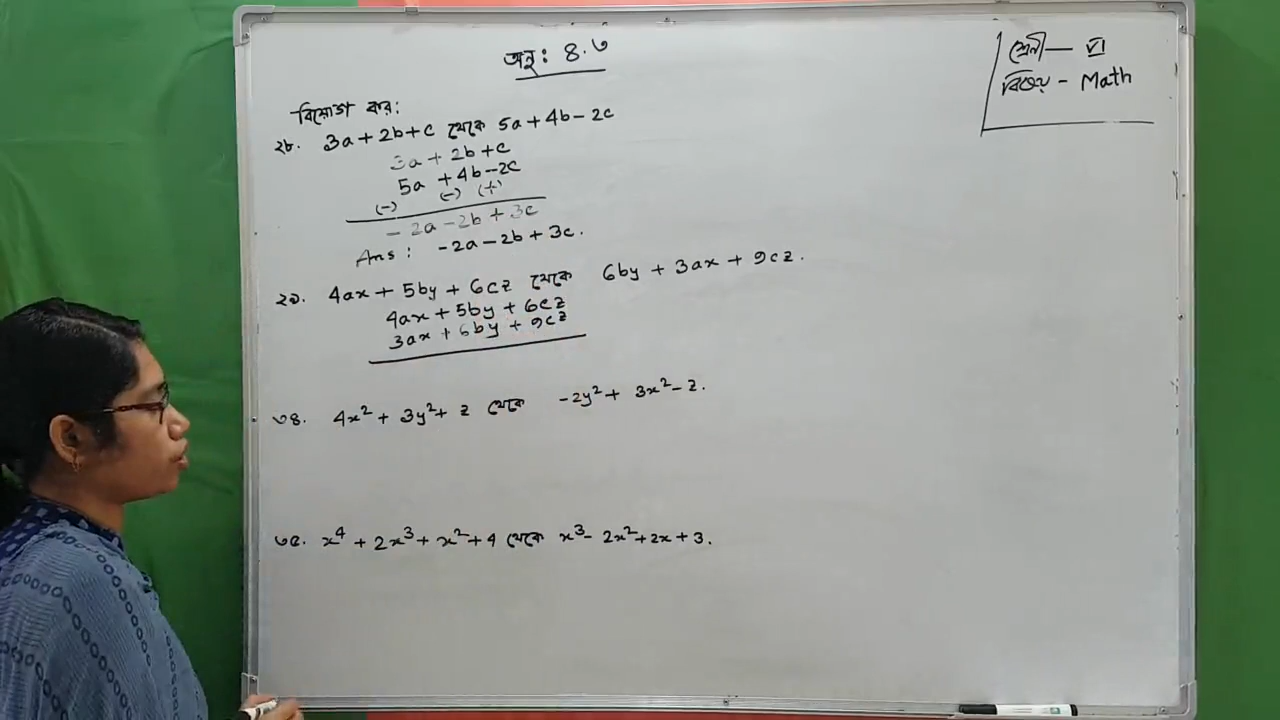 অনু: ৪.৩
শ্রেণী — VI
বিষয় - Math
বিয়োগ কর:
২৮. 3a + 2b + c থেকে 5a + 4b - 2c
3a + 2b + c
5a + 4b - 2c
(-) (-) (+)
- 2a - 2b + 3c
Ans : -2a - 2b + 3c.
২৯. 4ax + 5by + 6cz থেকে 6by + 3ax + 9cz.
4ax + 5by + 6cz
3ax + 6by + 9cz
৩৪. 4x² + 3y² + z থেকে -2y² + 3x² - z.
৩৫. x⁴ + 2x³ + x² + 4 থেকে x³ - 2x² + 2x + 3.